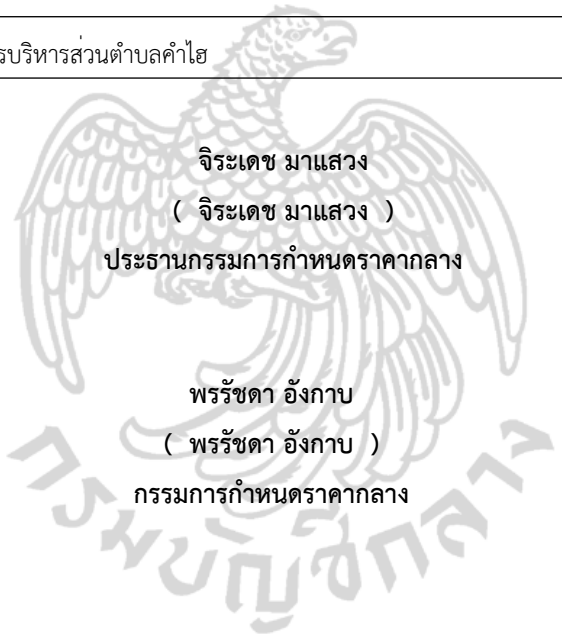 รบริหารส่วนตำบลคำไฮ
จิระเดช มาแสวง
( จิระเดช มาแสวง )
ประธานกรรมการกำหนดราคากลาง
พรรัชดา อังกาบ
( พรรัชดา อังกาบ )
กรรมการกำหนดราคากลาง
กรมบัญชีกลาง